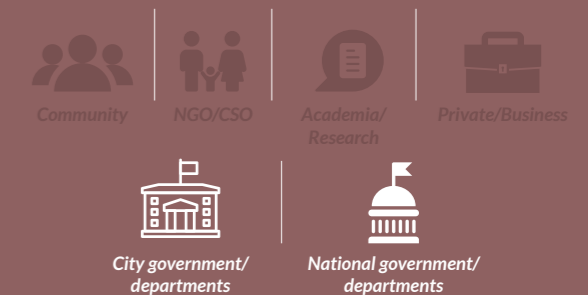 Community NGO/CSO Academia/ Private/Business
Research
City government/ National government/
departments departments